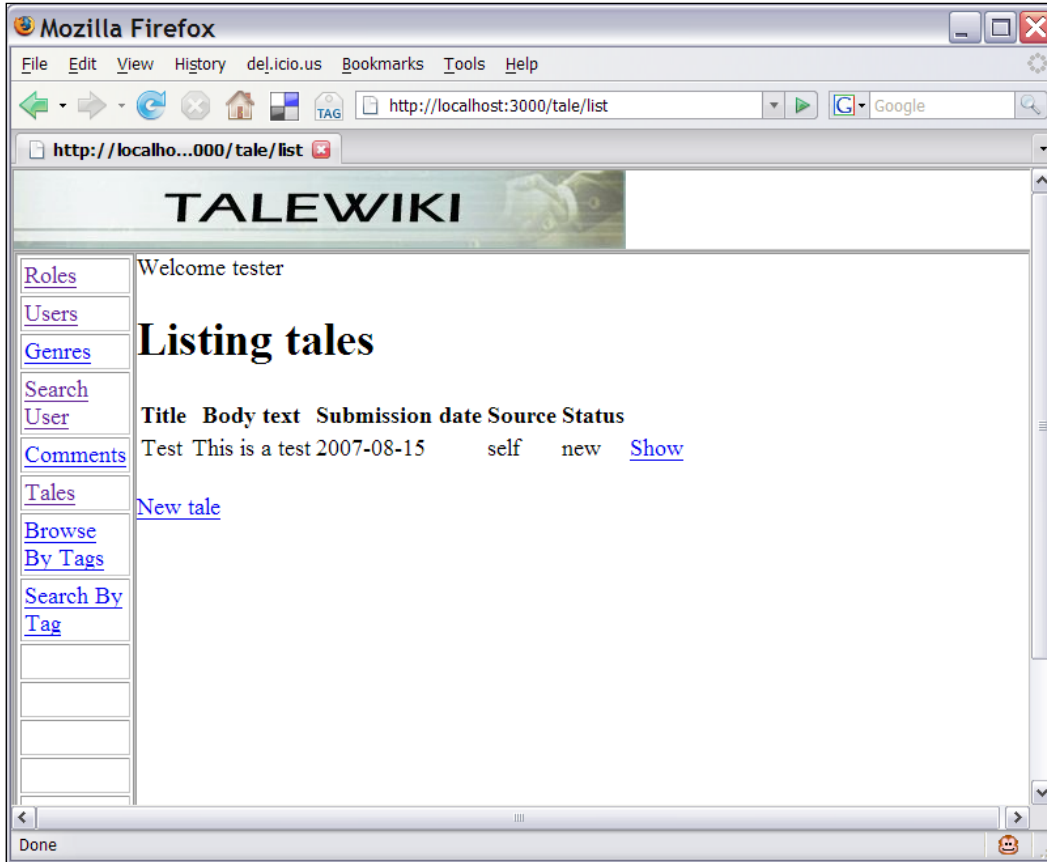 Mozilla Firefox
File Edit View History del.icio.us Bookmarks Tools Help
TAG http://localhost:3000/tale/list G Google
http://localho...000/tale/list
TALEWIKI
Roles
Users
Genres
Search
User
Comments
Tales
Browse
By Tags
Search By
Tag
Welcome tester
Listing tales
Title Body text Submission date Source Status
Test This is a test 2007-08-15 self new Show
New tale
Done